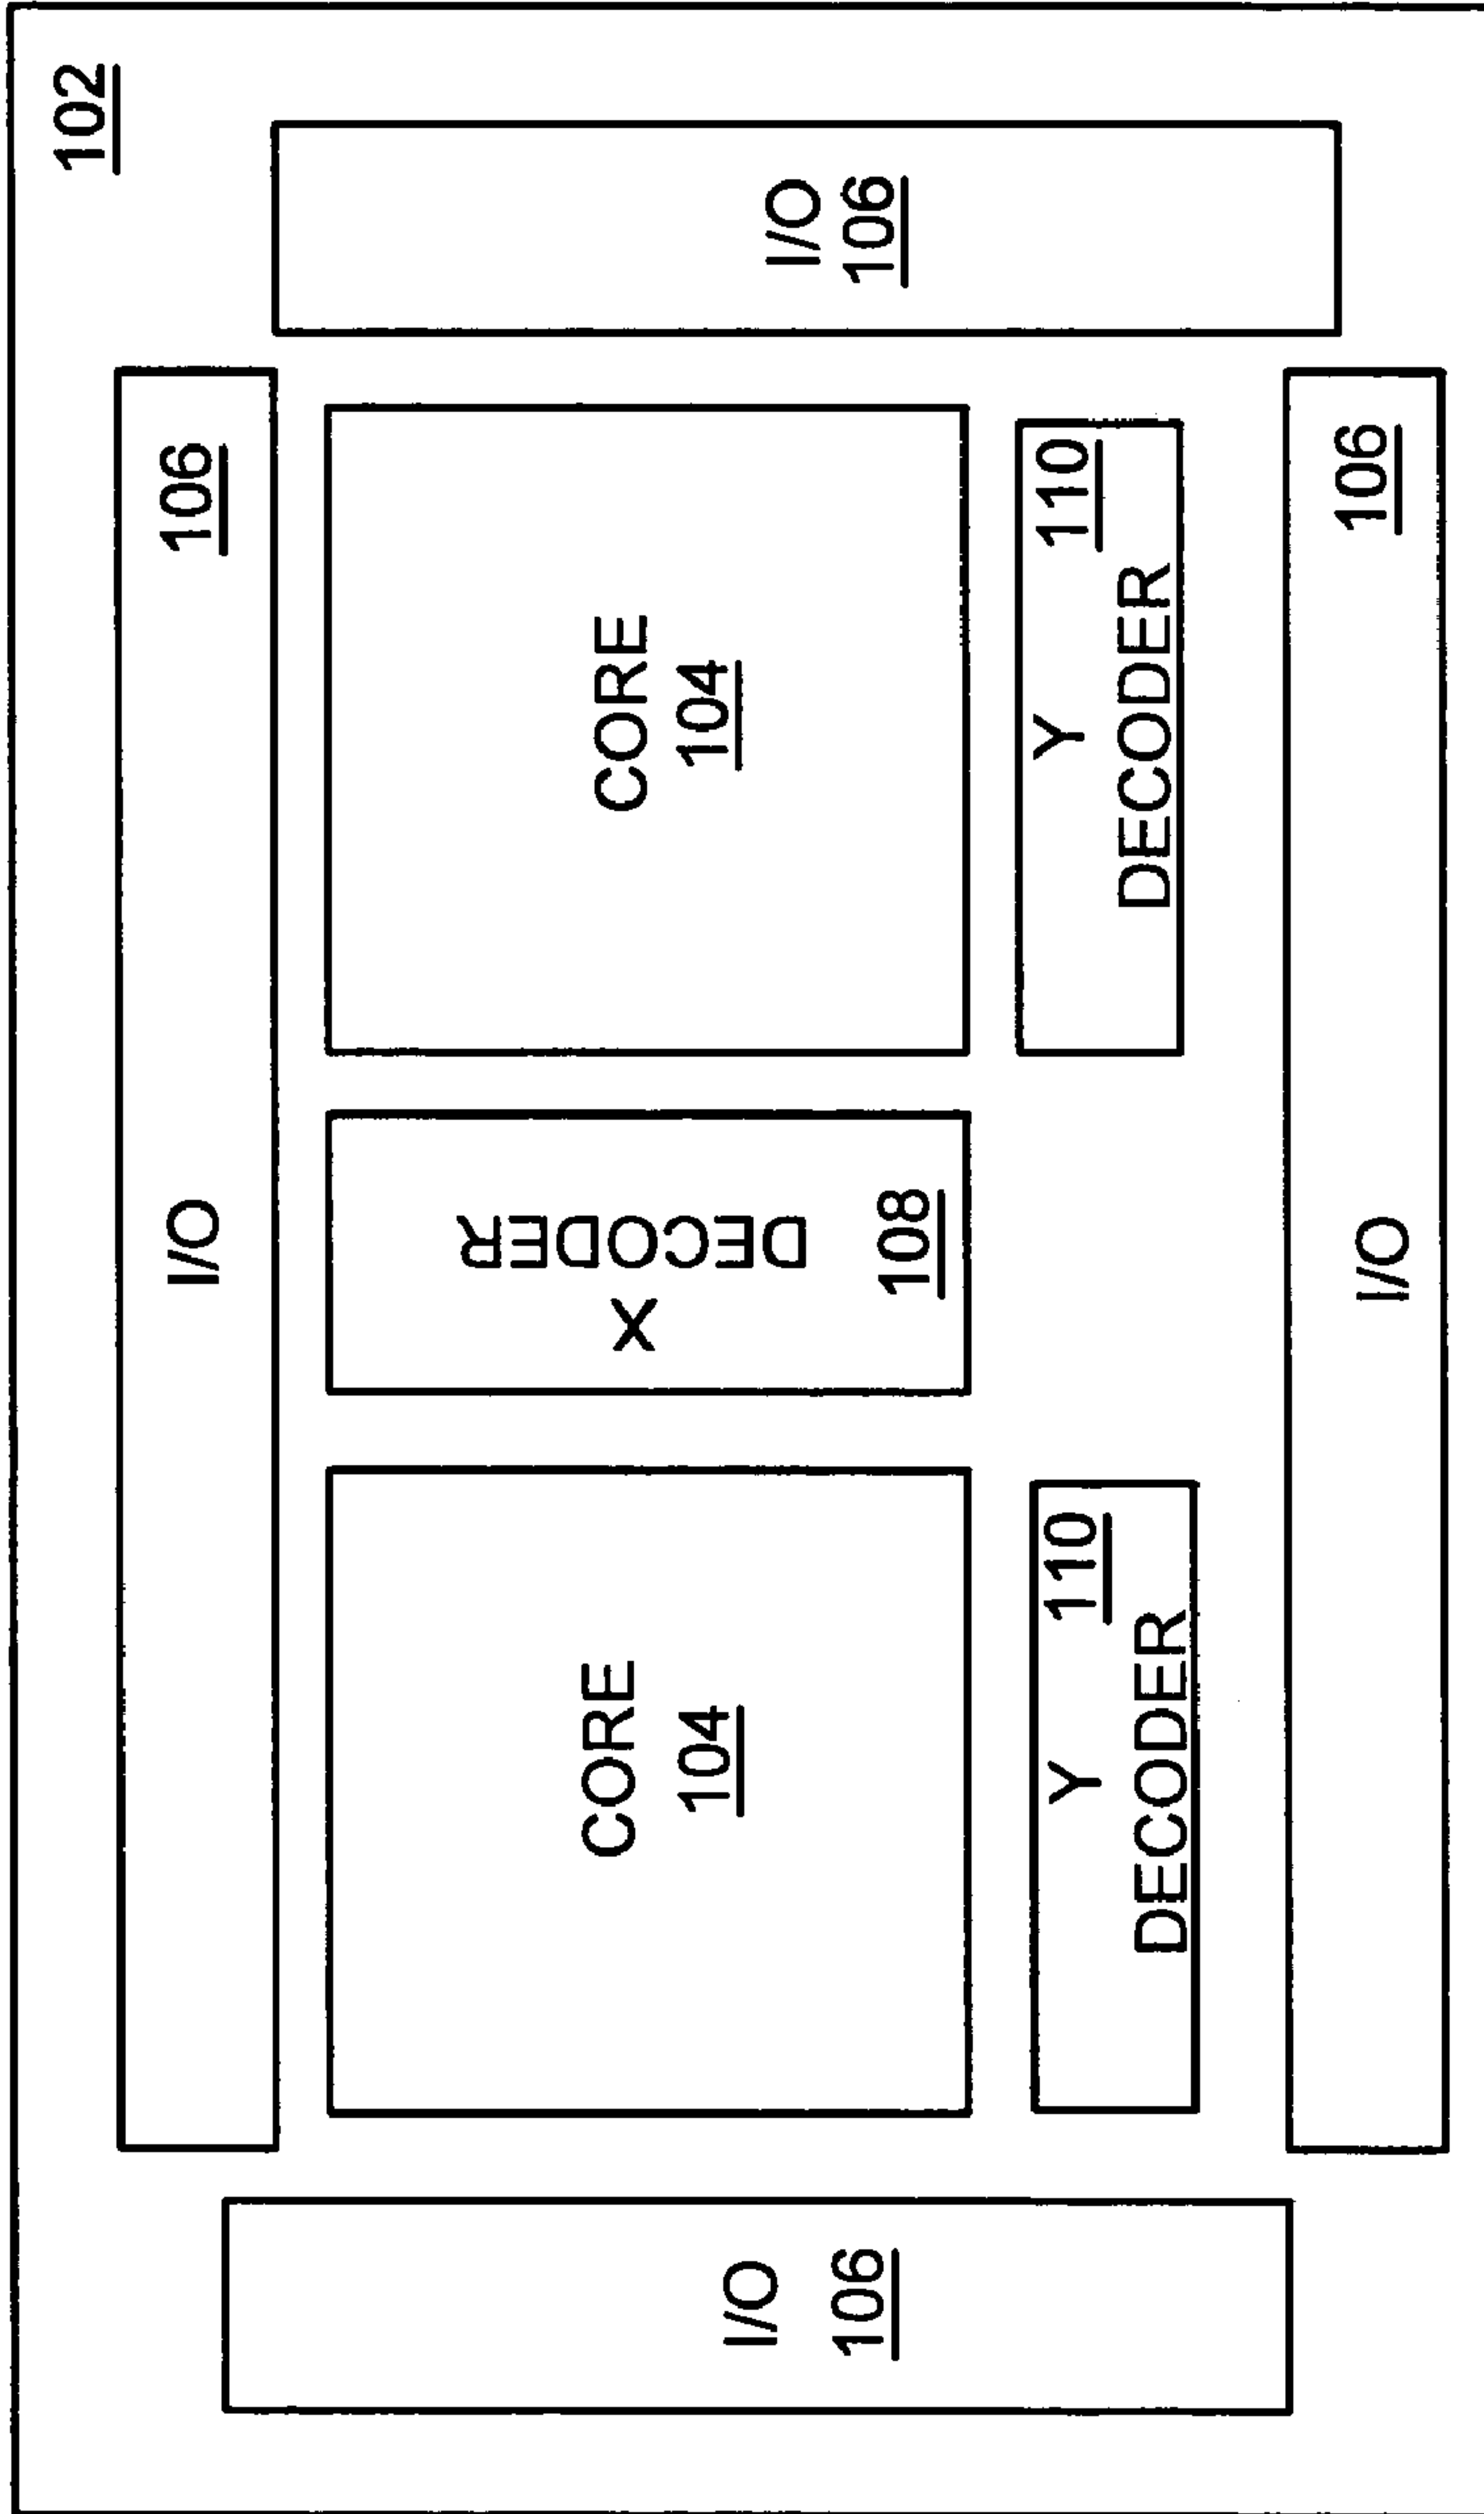 102
I/O
106
I/O
106
CORE
104
X
DECODER
108
CORE
104
I/O
106
Y
110
DECODER
Y
110
DECODER
I/O
106